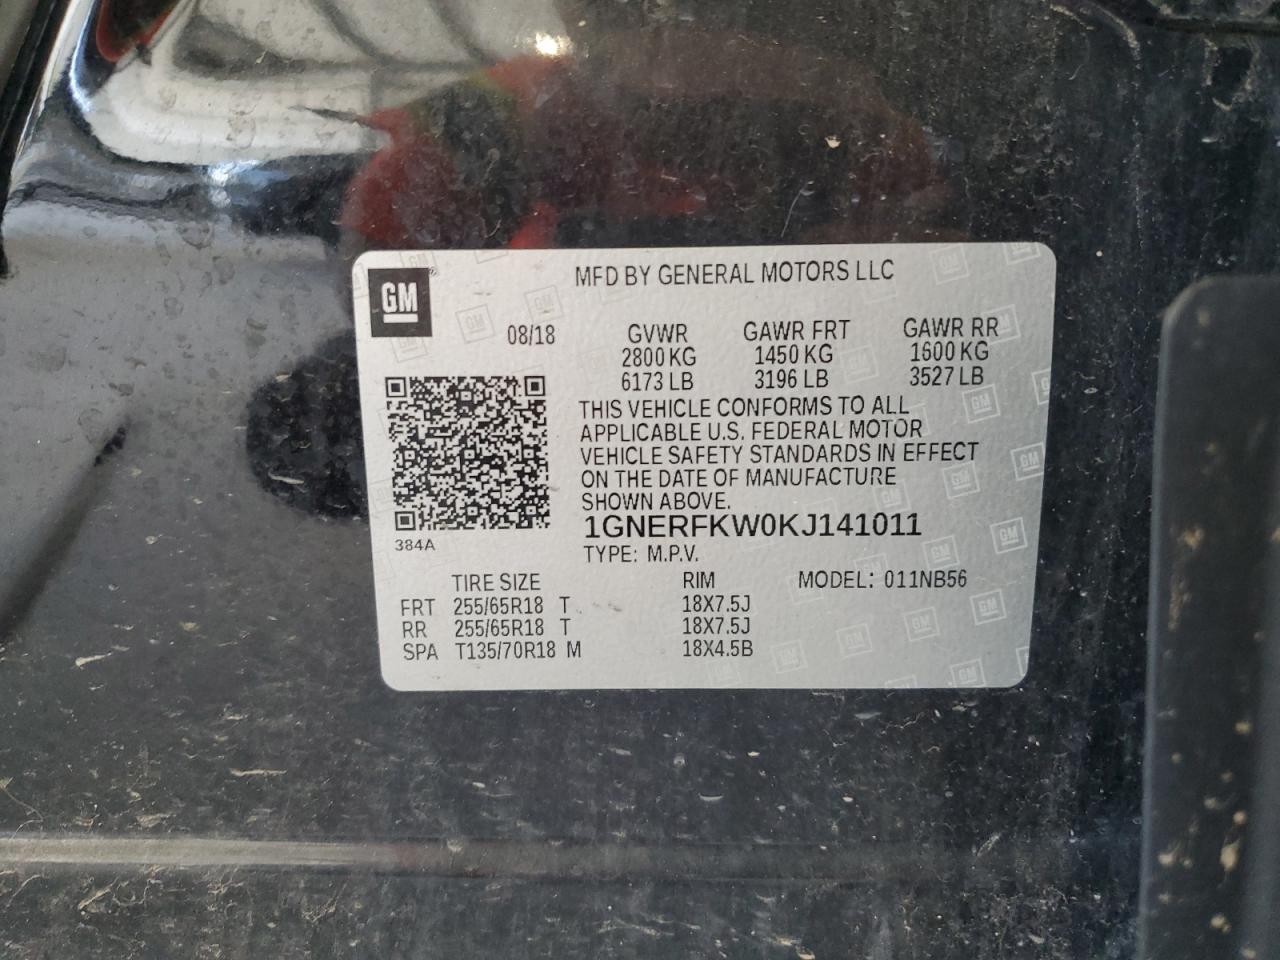 MFD BY GENERAL MOTORS LLC
GM
08/18 GVWR GAWR FRT GAWR RR
2800 KG 1450 KG 1600 KG
6173 LB 3196 LB 3527 LB
THIS VEHICLE CONFORMS TO ALL
APPLICABLE U.S. FEDERAL MOTOR
VEHICLE SAFETY STANDARDS IN EFFECT
ON THE DATE OF MANUFACTURE
SHOWN ABOVE.
1GNERFKW0KJ141011
384A
TYPE: M.P.V.
TIRE SIZE RIM MODEL: 011NB56
FRT 255/65R18 T 18X7.5J
RR 255/65R18 T 18X7.5J
SPA T135/70R18 M 18X4.5B